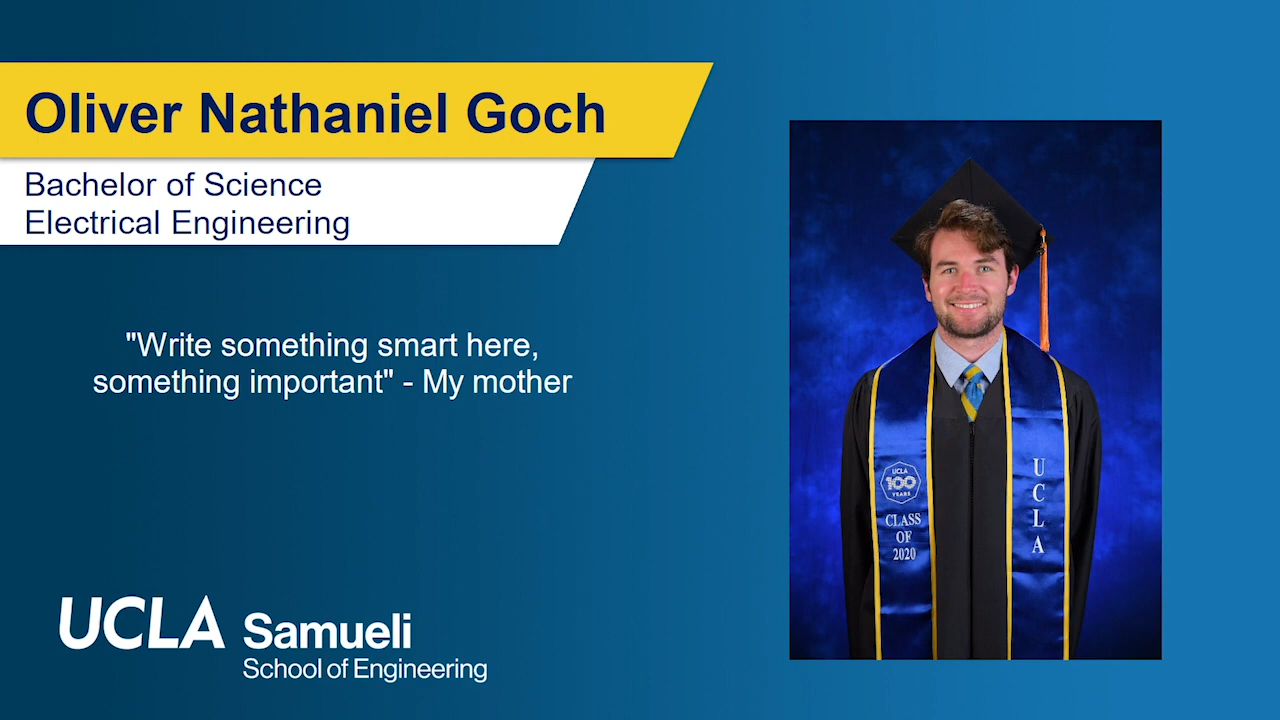 Oliver Nathaniel Goch
Bachelor of Science
Electrical Engineering
"Write something smart here,
something important" - My mother
UCLA Samueli
School of Engineering
UCLA
100
YEARS
CLASS
OF
2020
U
C
L
A